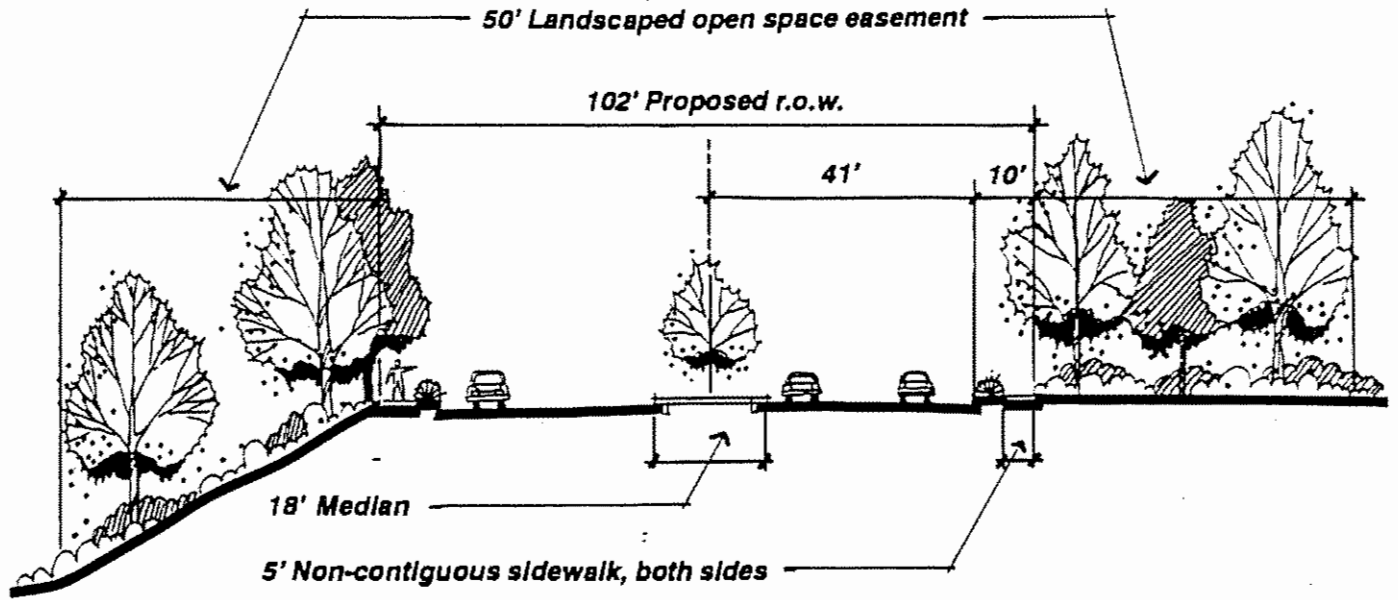 50' Landscaped open space easement
102' Proposed r.o.w.
41'
10'
18' Median
5' Non-contiguous sidewalk, both sides